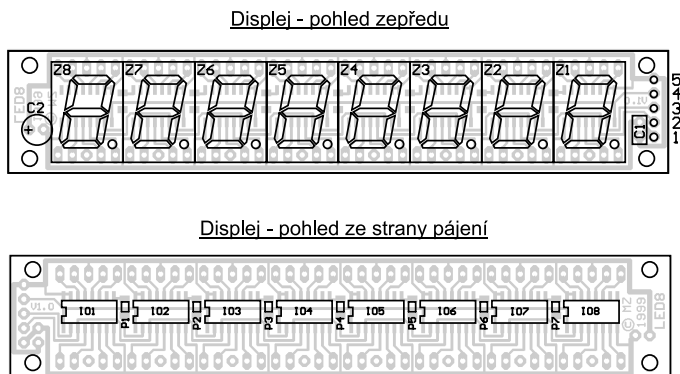 Displej - pohled zepředu
Z8 Z7 Z6 Z5 Z4 Z3 Z2 Z1
C2
LED8
C1
5
4
3
2
1
Displej - pohled ze strany pájení
V1.0
IO1 P1 IO2 P2 IO3 P3 IO4 P4 IO5 P5 IO6 P6 IO7 P7 IO8
© MZ
1999
LED8